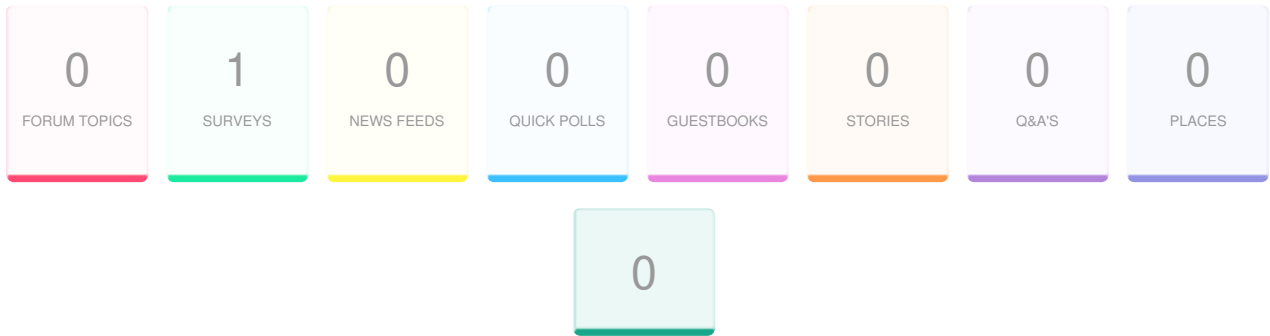 0 1 0 0 0 0 0 0
FORUM TOPICS SURVEYS NEWS FEEDS QUICK POLLS GUESTBOOKS STORIES Q&A'S PLACES
0